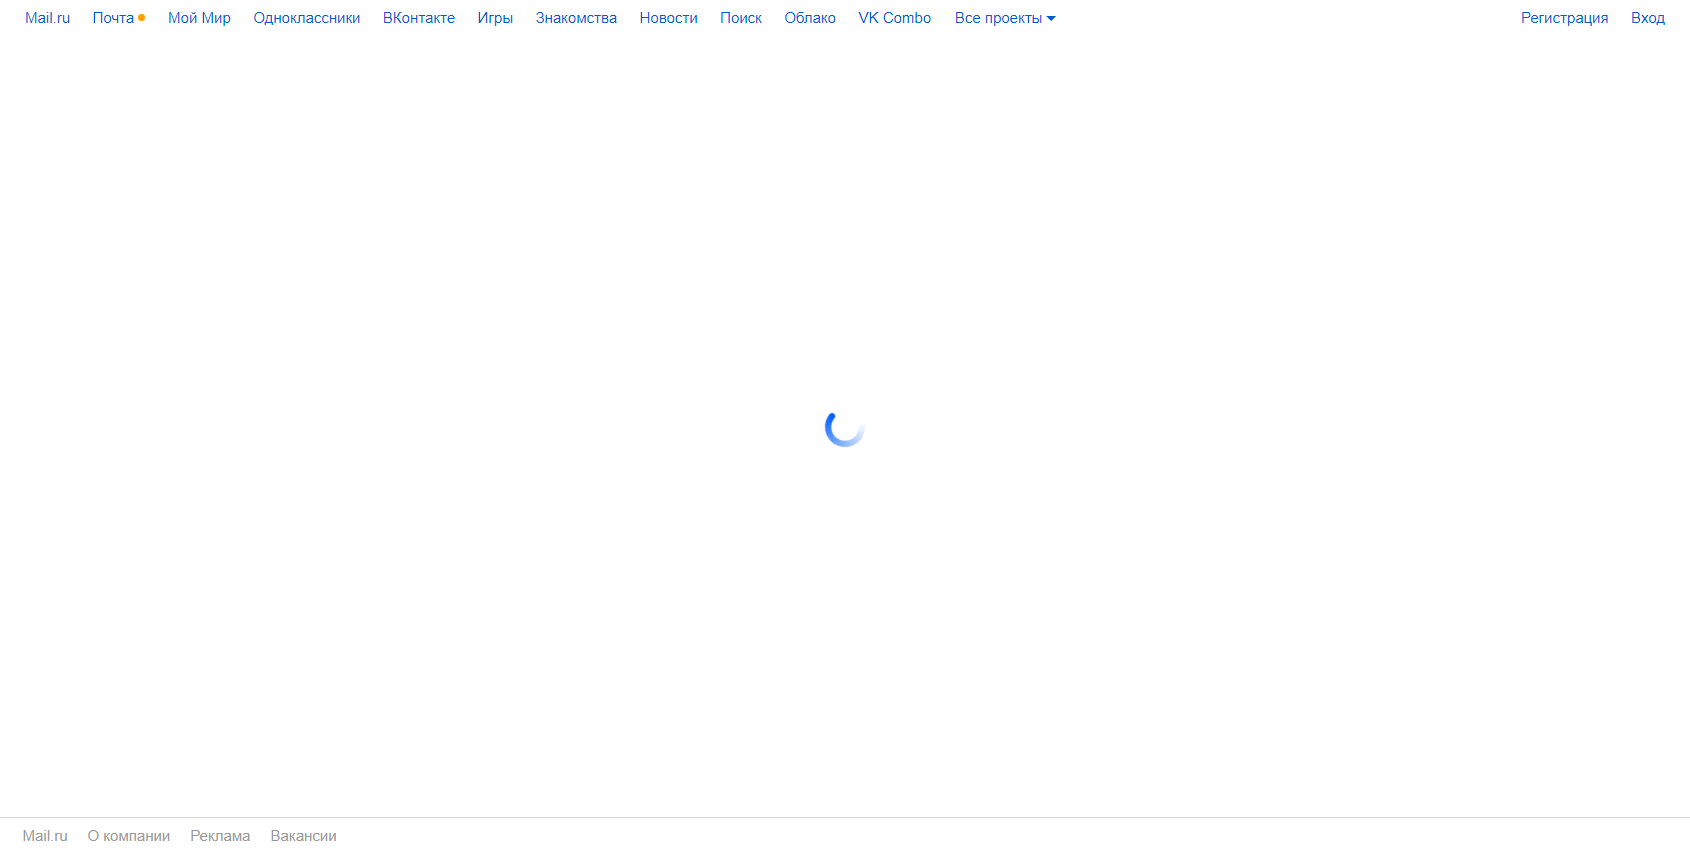 Mail.ru Почта Мой Мир Одноклассники ВКонтакте Игры Знакомства Новости Поиск Облако VK Combo Все проекты Регистрация Вход
Mail.ru О компании Реклама Вакансии